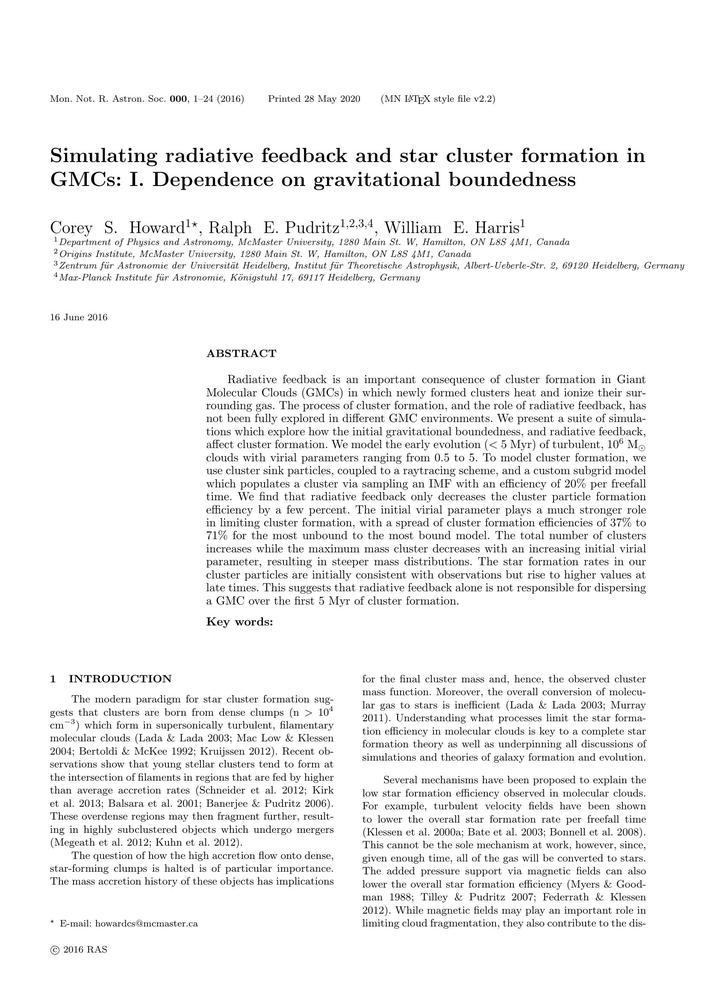 Mon. Not. R. Astron. Soc. 000, 1–24 (2016) Printed 28 May 2020 (MN LATEX style file v2.2)
Simulating radiative feedback and star cluster formation in
GMCs: I. Dependence on gravitational boundedness
Corey S. Howard1⋆, Ralph E. Pudritz1,2,3,4, William E. Harris1
1Department of Physics and Astronomy, McMaster University, 1280 Main St. W, Hamilton, ON L8S 4M1, Canada
2Origins Institute, McMaster University, 1280 Main St. W, Hamilton, ON L8S 4M1, Canada
3Zentrum für Astronomie der Universität Heidelberg, Institut für Theoretische Astrophysik, Albert-Ueberle-Str. 2, 69120 Heidelberg, Germany
4Max-Planck Institute für Astronomie, Königstuhl 17, 69117 Heidelberg, Germany
16 June 2016
ABSTRACT
Radiative feedback is an important consequence of cluster formation in Giant
Molecular Clouds (GMCs) in which newly formed clusters heat and ionize their sur-
rounding gas. The process of cluster formation, and the role of radiative feedback, has
not been fully explored in different GMC environments. We present a suite of simula-
tions which explore how the initial gravitational boundedness, and radiative feedback,
affect cluster formation. We model the early evolution (< 5 Myr) of turbulent, 10^6 M⊙
clouds with virial parameters ranging from 0.5 to 5. To model cluster formation, we
use cluster sink particles, coupled to a raytracing scheme, and a custom subgrid model
which populates a cluster via sampling an IMF with an efficiency of 20% per freefall
time. We find that radiative feedback only decreases the cluster particle formation
efficiency by a few percent. The initial virial parameter plays a much stronger role
in limiting cluster formation, with a spread of cluster formation efficiencies of 37% to
71% for the most unbound to the most bound model. The total number of clusters
increases while the maximum mass cluster decreases with an increasing initial virial
parameter, resulting in steeper mass distributions. The star formation rates in our
cluster particles are initially consistent with observations but rise to higher values at
late times. This suggests that radiative feedback alone is not responsible for dispersing
a GMC over the first 5 Myr of cluster formation.
Key words:
1 INTRODUCTION
The modern paradigm for star cluster formation sug-
gests that clusters are born from dense clumps (n > 10^4
cm^−3) which form in supersonically turbulent, filamentary
molecular clouds (Lada & Lada 2003; Mac Low & Klessen
2004; Bertoldi & McKee 1992; Kruijssen 2012). Recent ob-
servations show that young stellar clusters tend to form at
the intersection of filaments in regions that are fed by higher
than average accretion rates (Schneider et al. 2012; Kirk
et al. 2013; Balsara et al. 2001; Banerjee & Pudritz 2006).
These overdense regions may then fragment further, result-
ing in highly subclustered objects which undergo mergers
(Megeath et al. 2012; Kuhn et al. 2012).
The question of how the high accretion flow onto dense,
star-forming clumps is halted is of particular importance.
The mass accretion history of these objects has implications
⋆ E-mail: howardcs@mcmaster.ca
© 2016 RAS
for the final cluster mass and, hence, the observed cluster
mass function. Moreover, the overall conversion of molecu-
lar gas to stars is inefficient (Lada & Lada 2003; Murray
2011). Understanding what processes limit the star forma-
tion efficiency in molecular clouds is key to a complete star
formation theory as well as underpinning all discussions of
simulations and theories of galaxy formation and evolution.
Several mechanisms have been proposed to explain the
low star formation efficiency observed in molecular clouds.
For example, turbulent velocity fields have been shown
to lower the overall star formation rate per freefall time
(Klessen et al. 2000a; Bate et al. 2003; Bonnell et al. 2008).
This cannot be the sole mechanism at work, however, since,
given enough time, all of the gas will be converted to stars.
The added pressure support via magnetic fields can also
lower the overall star formation efficiency (Myers & Good-
man 1988; Tilley & Pudritz 2007; Federrath & Klessen
2012). While magnetic fields may play an important role in
limiting cloud fragmentation, they also contribute to the dis-